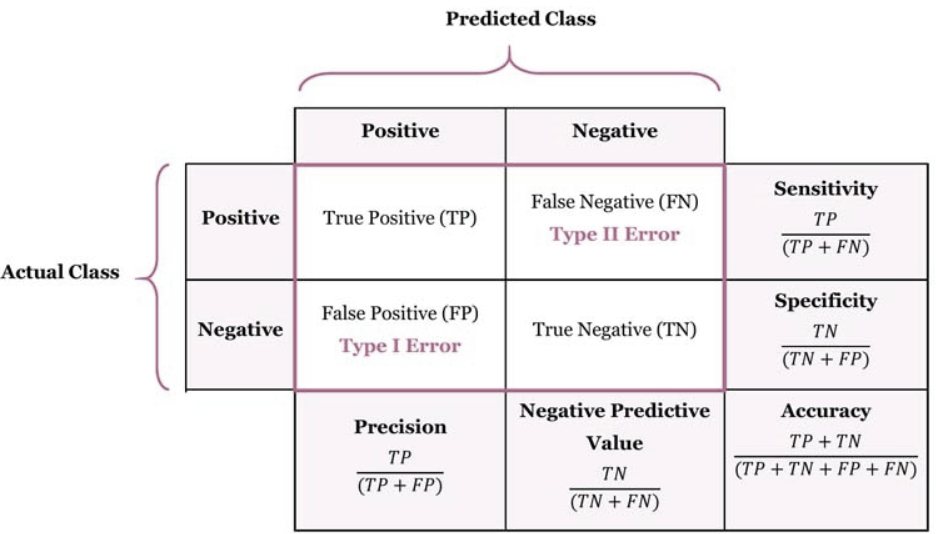 Predicted Class
Positive
Negative
Actual Class
Positive
True Positive (TP)
False Negative (FN)
Type II Error
Sensitivity
TP
(TP + FN)
Negative
False Positive (FP)
Type I Error
True Negative (TN)
Specificity
TN
(TN + FP)
Precision
TP
(TP + FP)
Negative Predictive
Value
TN
(TN + FN)
Accuracy
TP + TN
(TP + TN + FP + FN)